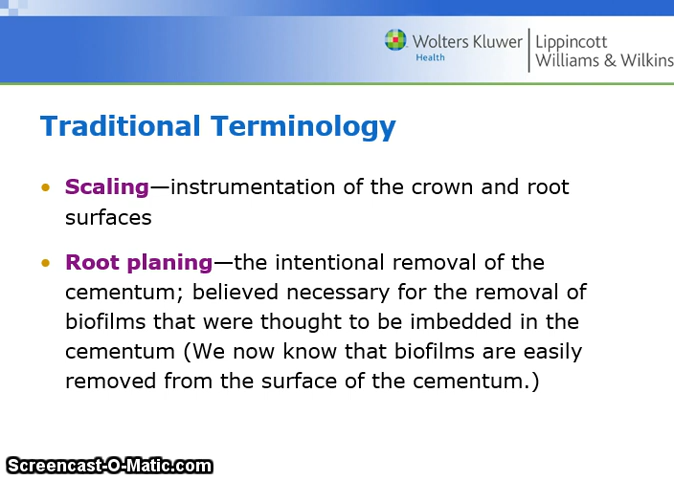 Wolters Kluwer
Health
Lippincott
Williams & Wilkins
Traditional Terminology
• Scaling—instrumentation of the crown and root
surfaces
• Root planing—the intentional removal of the
cementum; believed necessary for the removal of
biofilms that were thought to be imbedded in the
cementum (We now know that biofilms are easily
removed from the surface of the cementum.)
Screencast-O-Matic.com